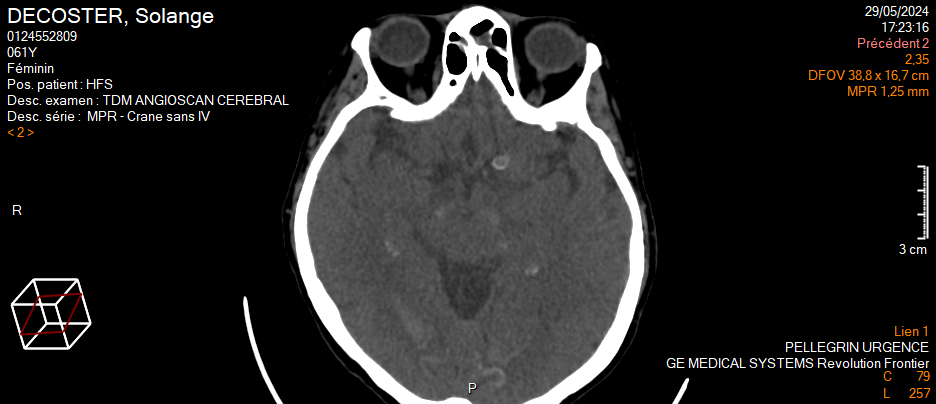 DECOSTER, Solange
0124552809
061Y
Féminin
Pos. patient : HFS
Desc. examen : TDM ANGIOSCAN CEREBRAL
Desc. série : MPR - Crane sans IV
< 2 >
29/05/2024
17:23:16
Précédent 2
2,35
DFOV 38,8 x 16,7 cm
MPR 1,25 mm
R
3 cm
P
Lien 1
PELLEGRIN URGENCE
GE MEDICAL SYSTEMS Revolution Frontier
C 79
L 257